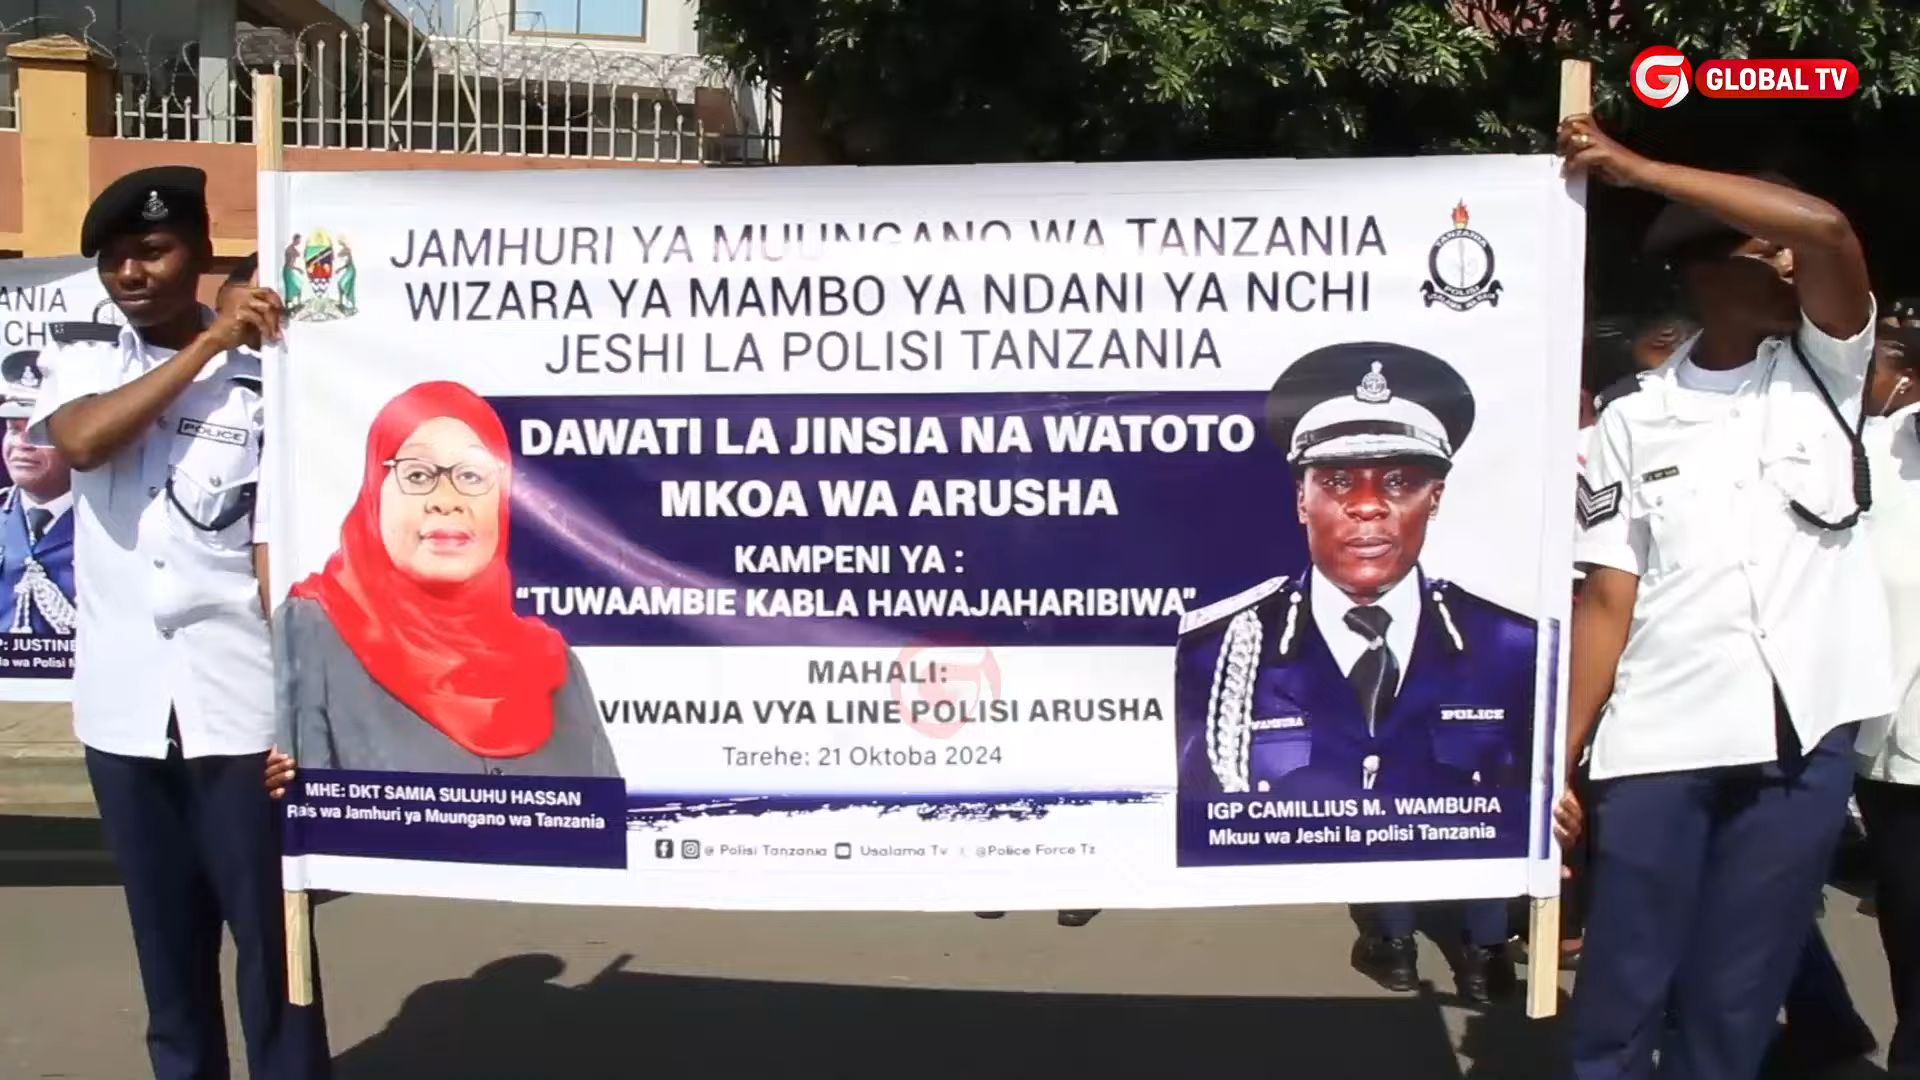 GLOBAL TV
JAMHURI YA MUUNGANO WA TANZANIA
WIZARA YA MAMBO YA NDANI YA NCHI
JESHI LA POLISI TANZANIA
TANZANIA
POLISI
DAWATI LA JINSIA NA WATOTO
MKOA WA ARUSHA
KAMPENI YA :
“TUWAAMBIE KABLA HAWAJAHARIBIWA”
MAHALI:
VIWANJA VYA LINE POLISI ARUSHA
Tarehe: 21 Oktoba 2024
MHE: DKT SAMIA SULUHU HASSAN
Rais wa Jamhuri ya Muungano wa Tanzania
WAMBURA
POLICE
IGP CAMILLIUS M. WAMBURA
Mkuu wa Jeshi la polisi Tanzania
@ Polisi Tanzania Usalama Tv @Police Force Tz
POLICE
ANIA
NCH
P: JUSTINE
la wa Polisi M